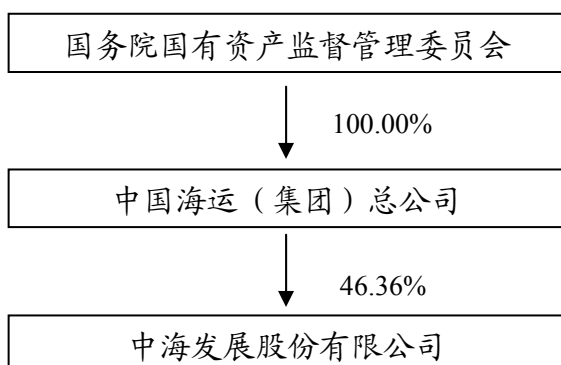 国务院国有资产监督管理委员会
100.00%
中国海运（集团）总公司
46.36%
中海发展股份有限公司